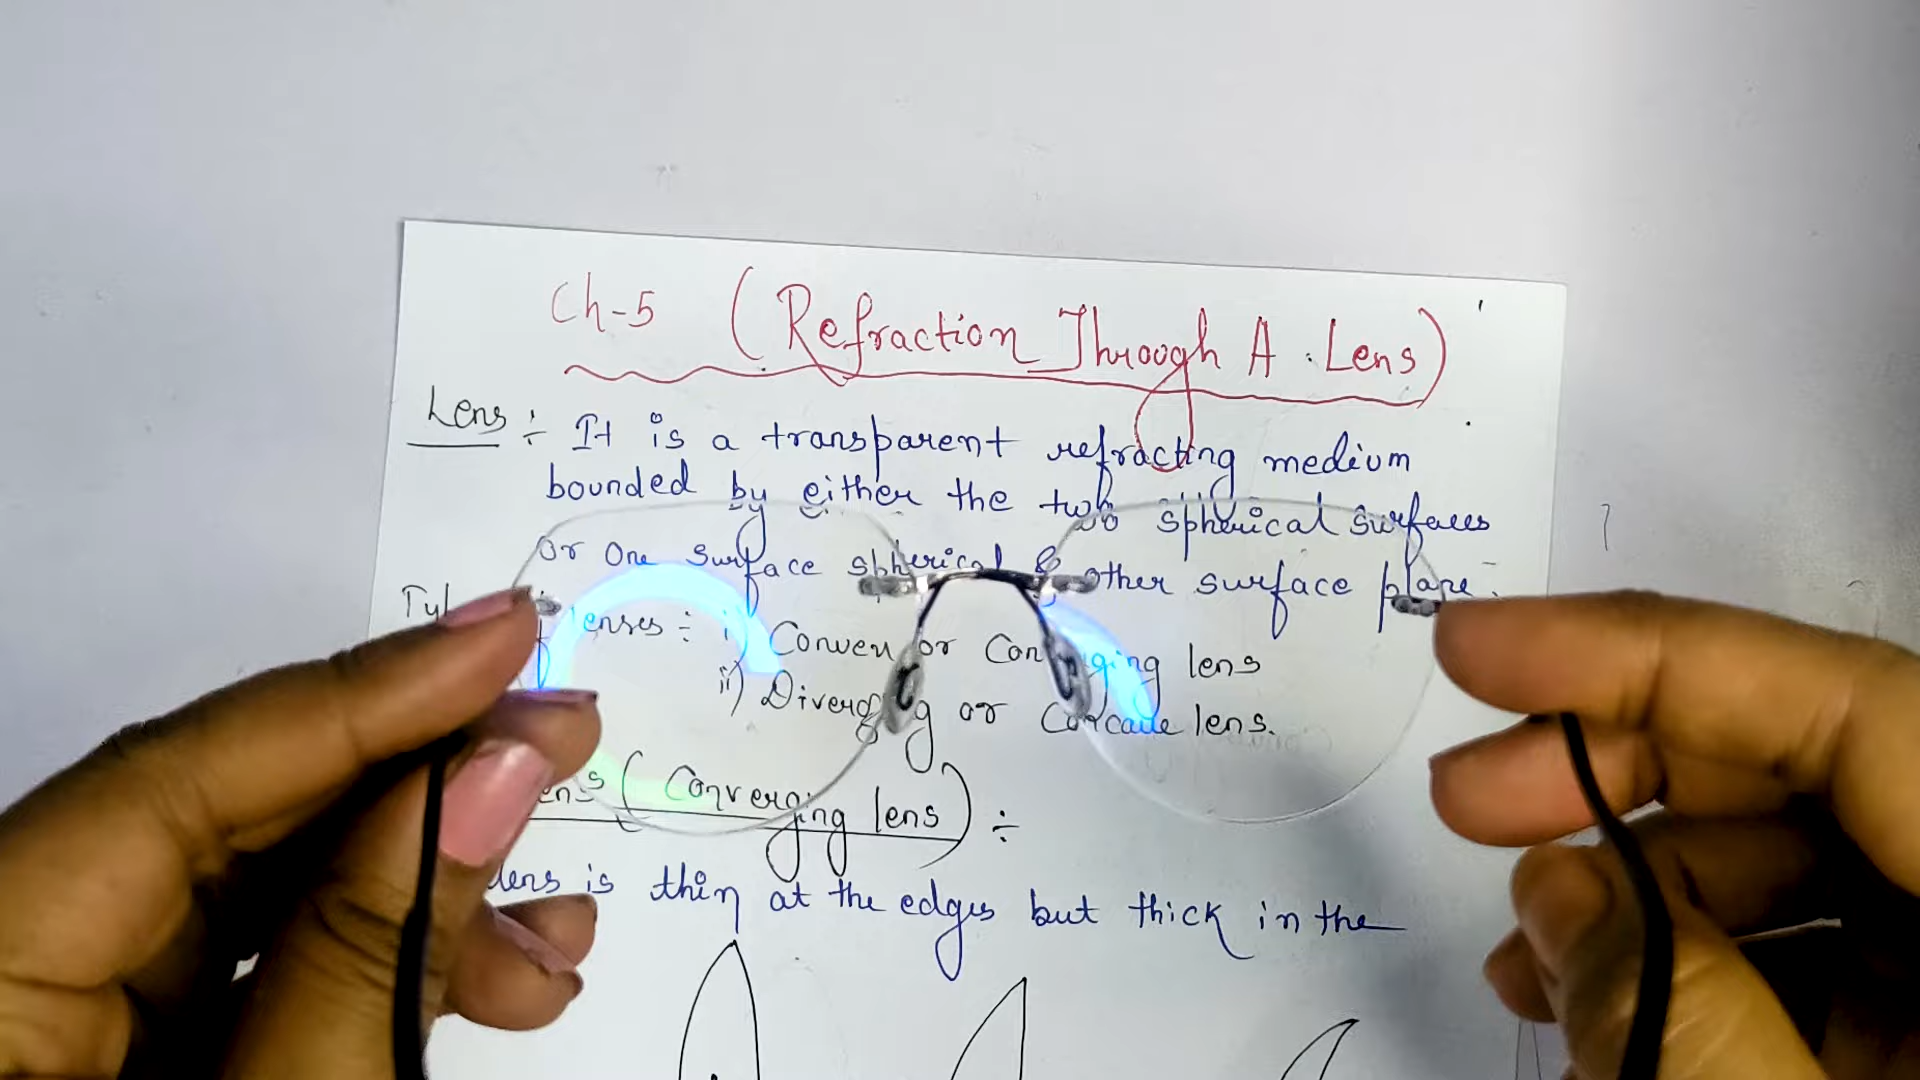 Ch-5 (Refraction Through A Lens)
Lens ÷ It is a transparent refracting medium
bounded by either the two spherical surfaces
or one surface spherical & other surface plane.
lenses ÷ i) Convex or Converging lens
ii) Diverging or Concave lens.
(Converging lens) ÷
lens is thin at the edges but thick in the